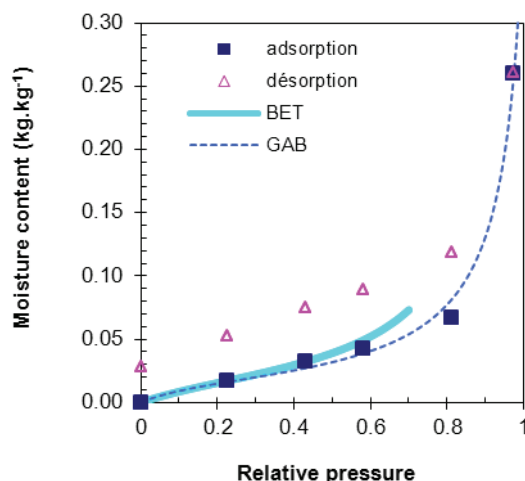 0.30
0.25
0.20
0.15
0.10
0.05
0.00
Moisture content (kg.kg⁻¹)
adsorption
désorption
BET
GAB
0 0.2 0.4 0.6 0.8 1
Relative pressure